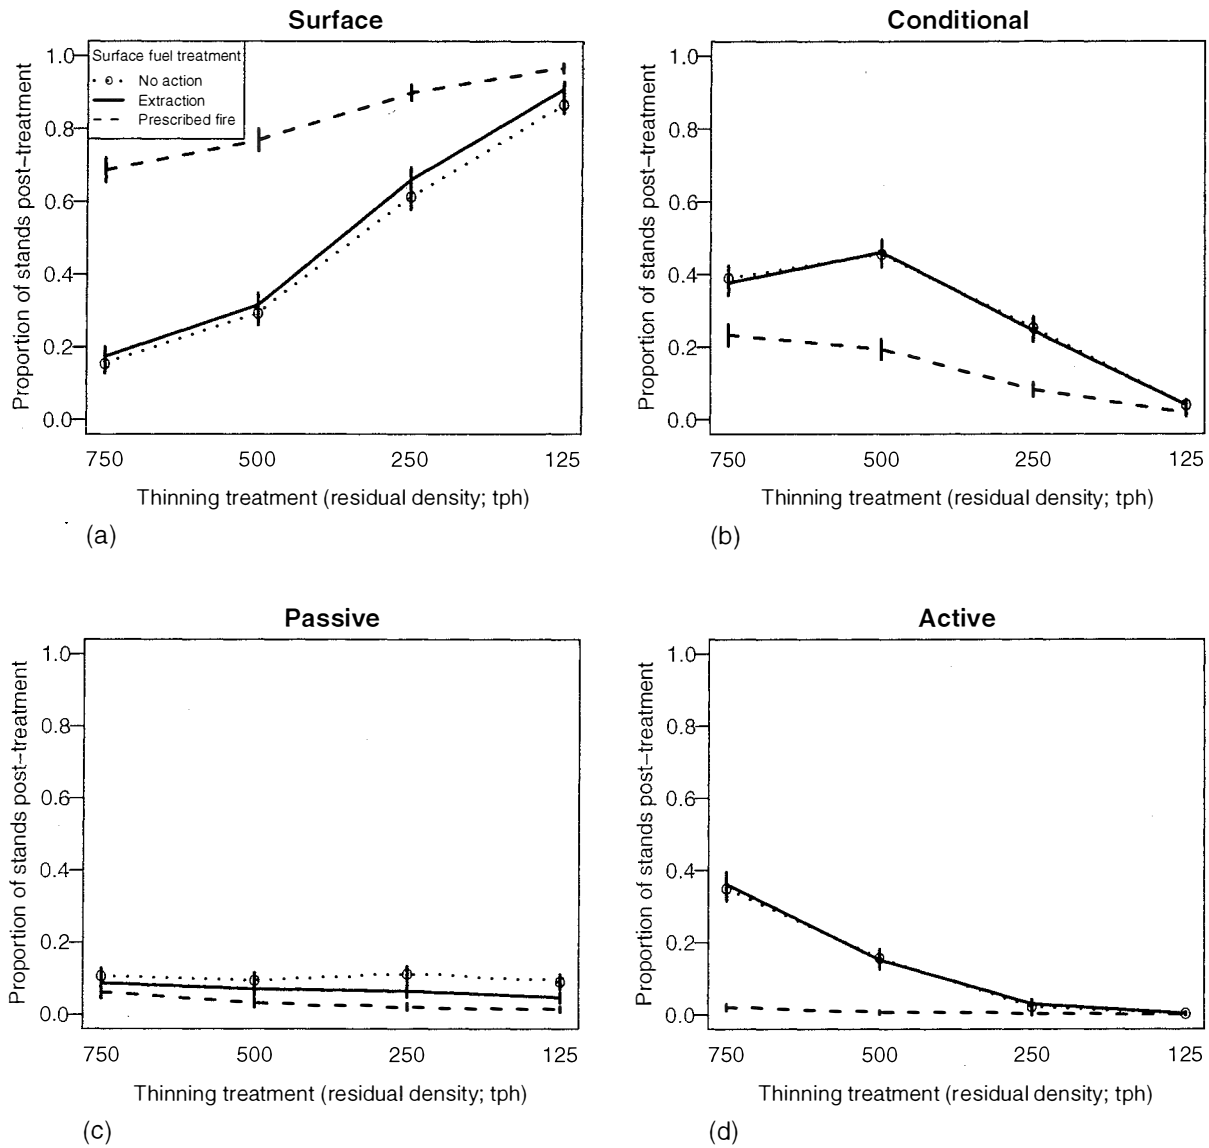 Surface
Proportion of stands post-treatment
1.0
0.8
0.6
0.4
0.2
0.0
Surface fuel treatment
No action
Extraction
Prescribed fire
750 500 250 125
Thinning treatment (residual density; tph)
(a)
Conditional
Proportion of stands post-treatment
1.0
0.8
0.6
0.4
0.2
0.0
750 500 250 125
Thinning treatment (residual density; tph)
(b)
Passive
Proportion of stands post-treatment
1.0
0.8
0.6
0.4
0.2
0.0
750 500 250 125
Thinning treatment (residual density; tph)
(c)
Active
Proportion of stands post-treatment
1.0
0.8
0.6
0.4
0.2
0.0
750 500 250 125
Thinning treatment (residual density; tph)
(d)